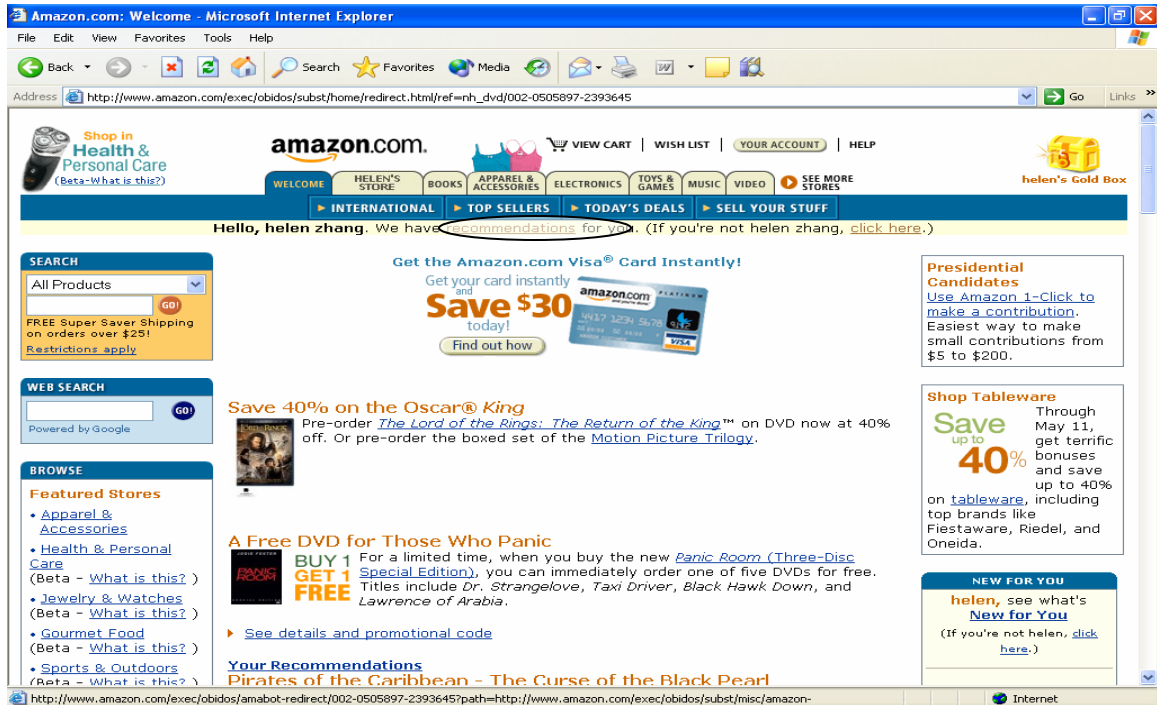 Amazon.com: Welcome - Microsoft Internet Explorer
File Edit View Favorites Tools Help
Back Search Favorites Media
Address http://www.amazon.com/exec/obidos/subst/home/redirect.html/ref=nh_dvd/002-0505897-2393645 Go Links »
Shop in
Health &
Personal Care
(Beta-What is this?)
amazon.com.
VIEW CART | WISH LIST | YOUR ACCOUNT | HELP
helen's Gold Box
WELCOME HELEN'S STORE BOOKS APPAREL & ACCESSORIES ELECTRONICS TOYS & GAMES MUSIC VIDEO SEE MORE STORES
INTERNATIONAL TOP SELLERS TODAY'S DEALS SELL YOUR STUFF
Hello, helen zhang. We have recommendations for you. (If you're not helen zhang, click here.)
SEARCH
All Products
GO!
FREE Super Saver Shipping
on orders over $25!
Restrictions apply
WEB SEARCH
GO!
Powered by Google
BROWSE
Featured Stores
• Apparel &
Accessories
• Health & Personal
Care
(Beta - What is this? )
• Jewelry & Watches
(Beta - What is this? )
• Gourmet Food
(Beta - What is this? )
• Sports & Outdoors
(Beta - What is this? )
Get the Amazon.com Visa® Card Instantly!
Get your card instantly
and
Save $30
today!
Find out how
amazon.com PLATINUM
4417 1234 5678 9112
VISA
Save 40% on the Oscar® King
Pre-order The Lord of the Rings: The Return of the King™ on DVD now at 40%
off. Or pre-order the boxed set of the Motion Picture Trilogy.
A Free DVD for Those Who Panic
JODIE FOSTER
PANIC
ROOM
BUY 1
GET 1
FREE
For a limited time, when you buy the new Panic Room (Three-Disc
Special Edition), you can immediately order one of five DVDs for free.
Titles include Dr. Strangelove, Taxi Driver, Black Hawk Down, and
Lawrence of Arabia.
See details and promotional code
Your Recommendations
Pirates of the Caribbean - The Curse of the Black Pearl
Presidential
Candidates
Use Amazon 1-Click to
make a contribution.
Easiest way to make
small contributions from
$5 to $200.
Shop Tableware
Save
up to
40%
Through
May 11,
get terrific
bonuses
and save
up to 40%
on tableware, including
top brands like
Fiestaware, Riedel, and
Oneida.
NEW FOR YOU
helen, see what's
New for You
(If you're not helen, click
here.)
http://www.amazon.com/exec/obidos/amabot-redirect/002-0505897-2393645?path=http://www.amazon.com/exec/obidos/subst/misc/amazon- Internet